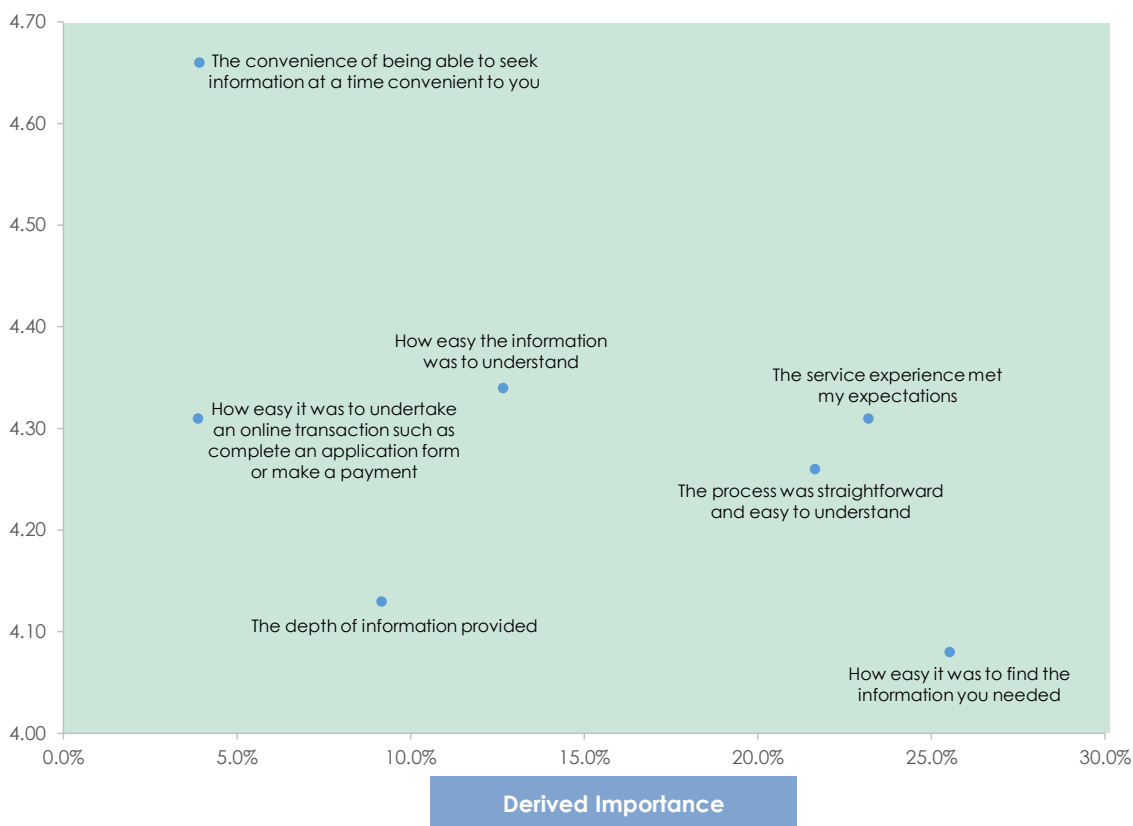 4.70
The convenience of being able to seek
information at a time convenient to you
4.60
4.50
4.40
How easy the information
was to understand
The service experience met
my expectations
How easy it was to undertake
an online transaction such as
complete an application form
or make a payment
4.30
The process was straightforward
and easy to understand
4.20
The depth of information provided
4.10
How easy it was to find the
information you needed
4.00
0.0% 5.0% 10.0% 15.0% 20.0% 25.0% 30.0%
Derived Importance